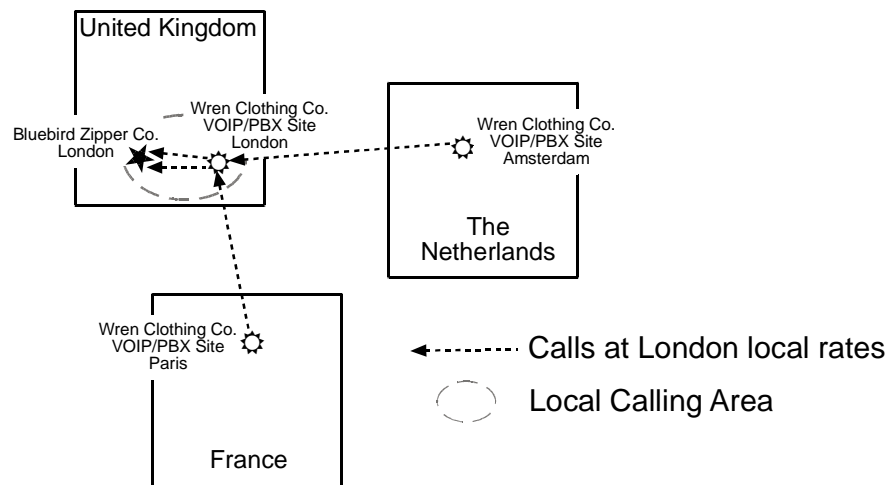 United Kingdom
Wren Clothing Co.
VOIP/PBX Site
London
Bluebird Zipper Co.
London
Wren Clothing Co.
VOIP/PBX Site
Amsterdam
The
Netherlands
Wren Clothing Co.
VOIP/PBX Site
Paris
France
Calls at London local rates
Local Calling Area